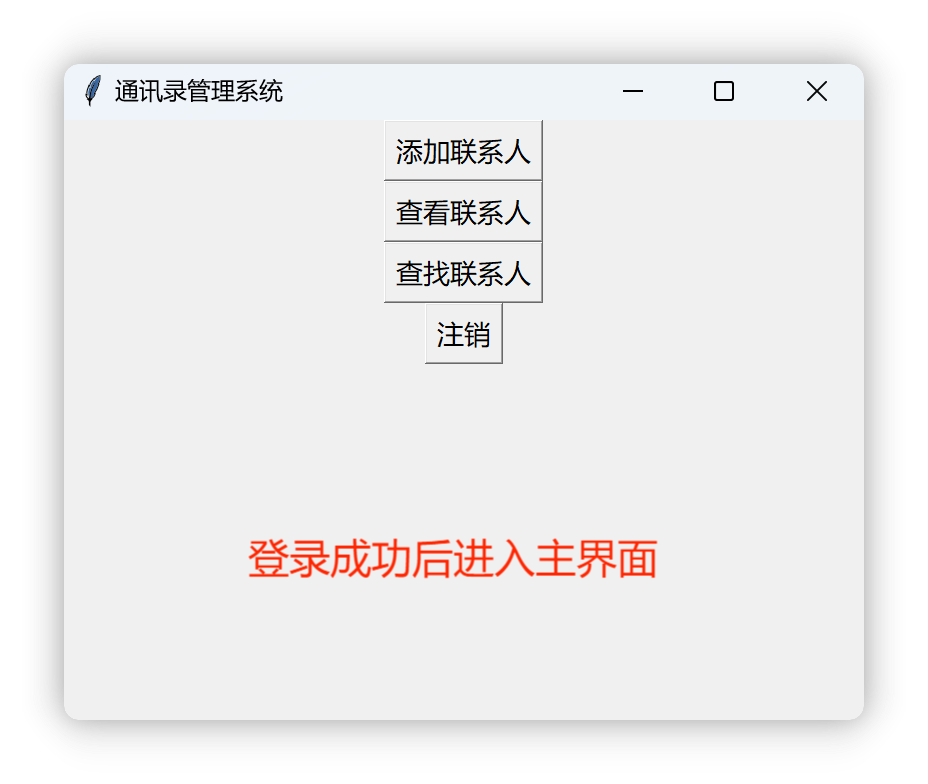 通讯录管理系统
添加联系人
查看联系人
查找联系人
注销
登录成功后进入主界面